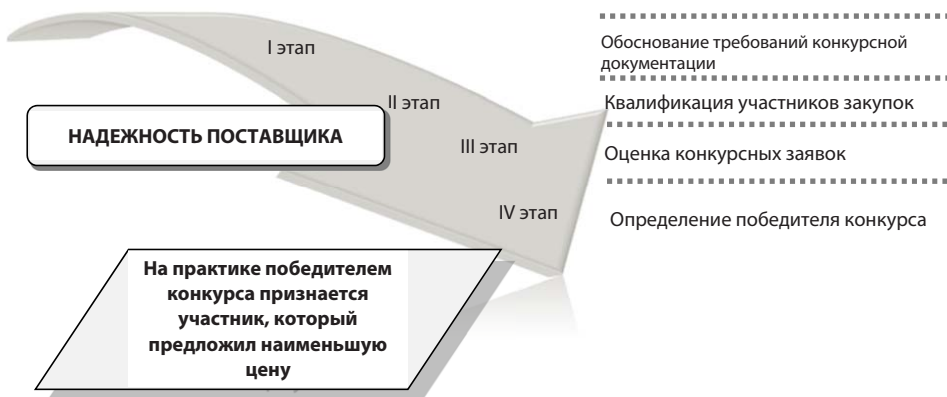 I этап
Обоснование требований конкурсной
документации
II этап
Квалификация участников закупок
НАДЕЖНОСТЬ ПОСТАВЩИКА
III этап
Оценка конкурсных заявок
IV этап
Определение победителя конкурса
На практике победителем
конкурса признается
участник, который
предложил наименьшую
цену